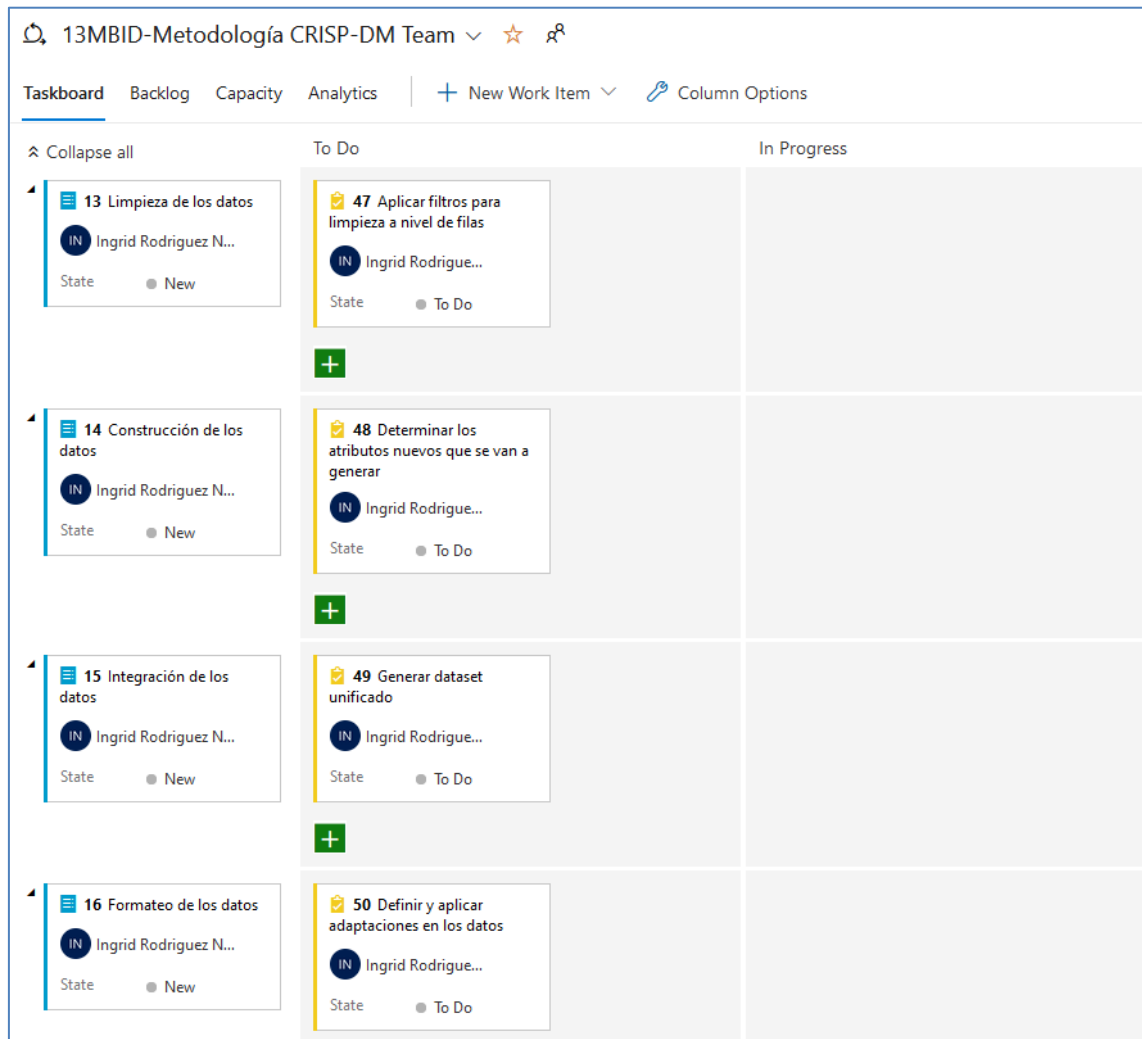 13MBID-Metodología CRISP-DM Team
Taskboard Backlog Capacity Analytics New Work Item Column Options
Collapse all To Do In Progress
13 Limpieza de los datos
IN Ingrid Rodriguez N...
State New
47 Aplicar filtros para
limpieza a nivel de filas
IN Ingrid Rodrigue...
State To Do
14 Construcción de los
datos
IN Ingrid Rodriguez N...
State New
48 Determinar los
atributos nuevos que se van a
generar
IN Ingrid Rodrigue...
State To Do
15 Integración de los
datos
IN Ingrid Rodriguez N...
State New
49 Generar dataset
unificado
IN Ingrid Rodrigue...
State To Do
16 Formateo de los datos
IN Ingrid Rodriguez N...
State New
50 Definir y aplicar
adaptaciones en los datos
IN Ingrid Rodrigue...
State To Do